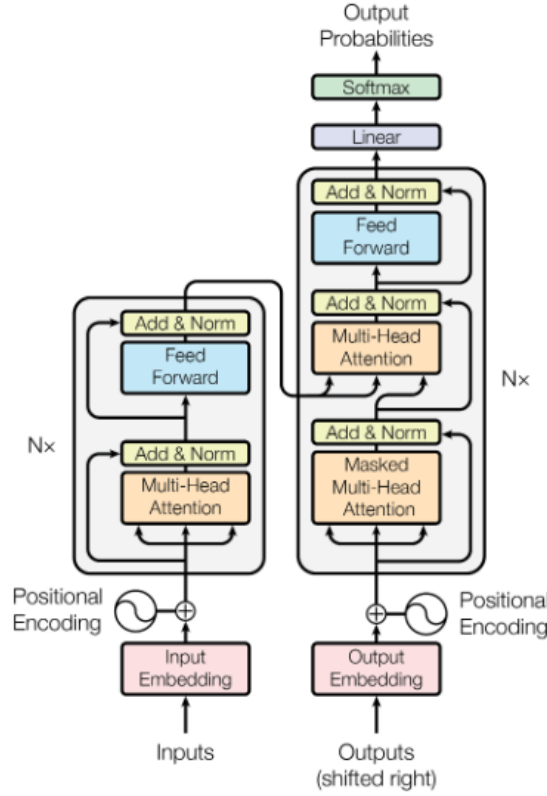 Output
Probabilities
Softmax
Linear
Add & Norm
Feed
Forward
Add & Norm
Multi-Head
Attention
Add & Norm
Masked
Multi-Head
Attention
N×
Add & Norm
Feed
Forward
Add & Norm
Multi-Head
Attention
N×
Positional
Encoding
Positional
Encoding
Input
Embedding
Output
Embedding
Inputs
Outputs
(shifted right)